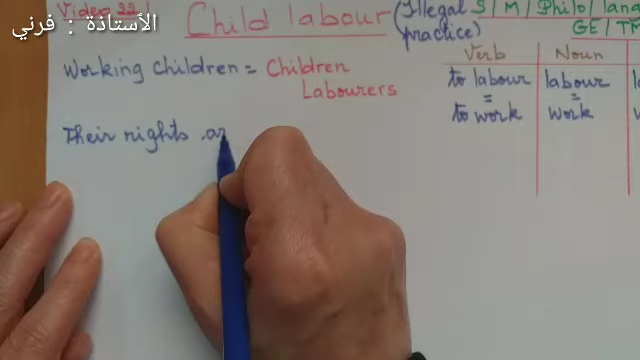 Video 22
الأستاذة : فرني
Child labour (Illegal practice)
S / M / Philo / lang
GE / TM
Working children = Children Labourers
Their rights ar
Verb Noun
to labour labour
= =
to work work